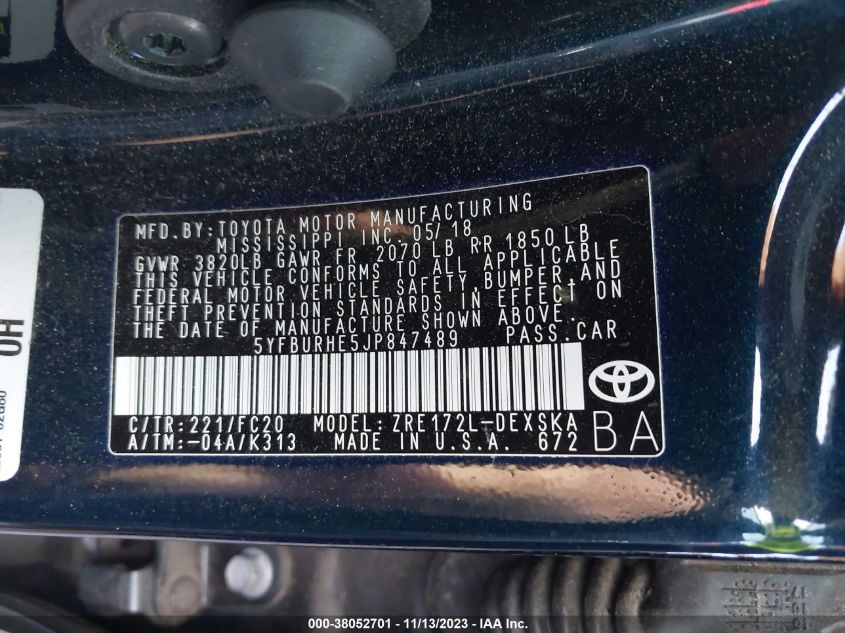 MFD.BY:TOYOTA MOTOR MANUFACTURING
MISSISSIPPI INC. 05/18
GVWR 3820LB GAWR FR 2070 LB RR 1850 LB
THIS VEHICLE CONFORMS TO ALL APPLICABLE
FEDERAL MOTOR VEHICLE SAFETY, BUMPER, AND
THEFT PREVENTION STANDARDS IN EFFECT ON
THE DATE OF MANUFACTURE SHOWN ABOVE.
5YFBURHE5JP847489 PASS.CAR
C/TR:221/FC20 MODEL: ZRE172L-DEXSKA
A/TM:-04A/K313 MADE IN U.S.A. 672
BA
OH
000-38052701 - 11/13/2023 - IAA Inc.